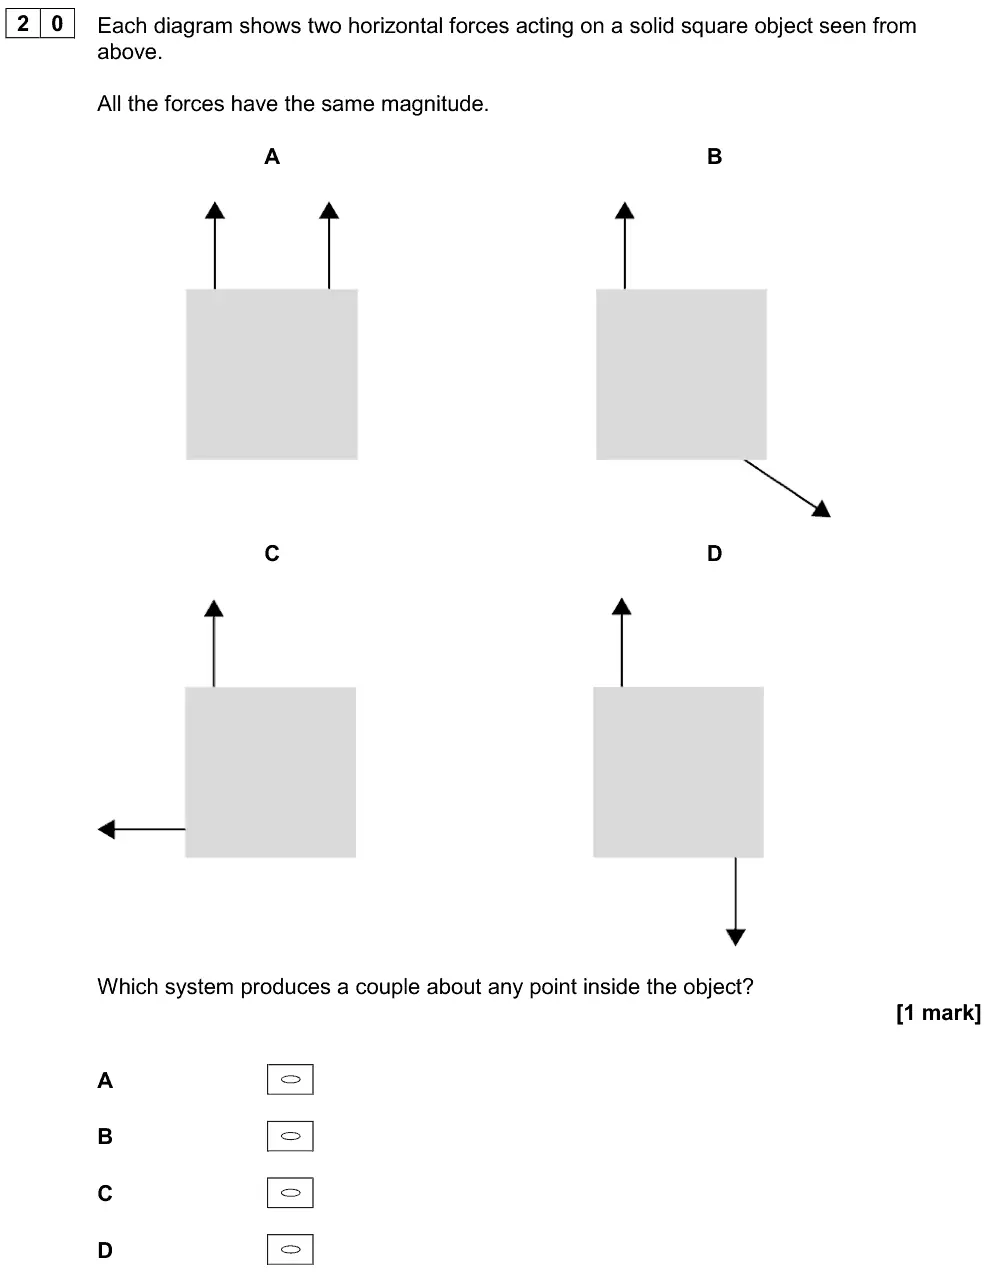 2 0 Each diagram shows two horizontal forces acting on a solid square object seen from
above.
All the forces have the same magnitude.
A B
C D
Which system produces a couple about any point inside the object?
[1 mark]
A
B
C
D